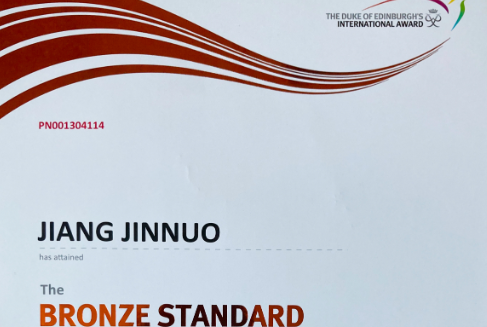 THE DUKE OF EDINBURGH'S
INTERNATIONAL AWARD
PN001304114
JIANG JINNUO
has attained
The
BRONZE STANDARD